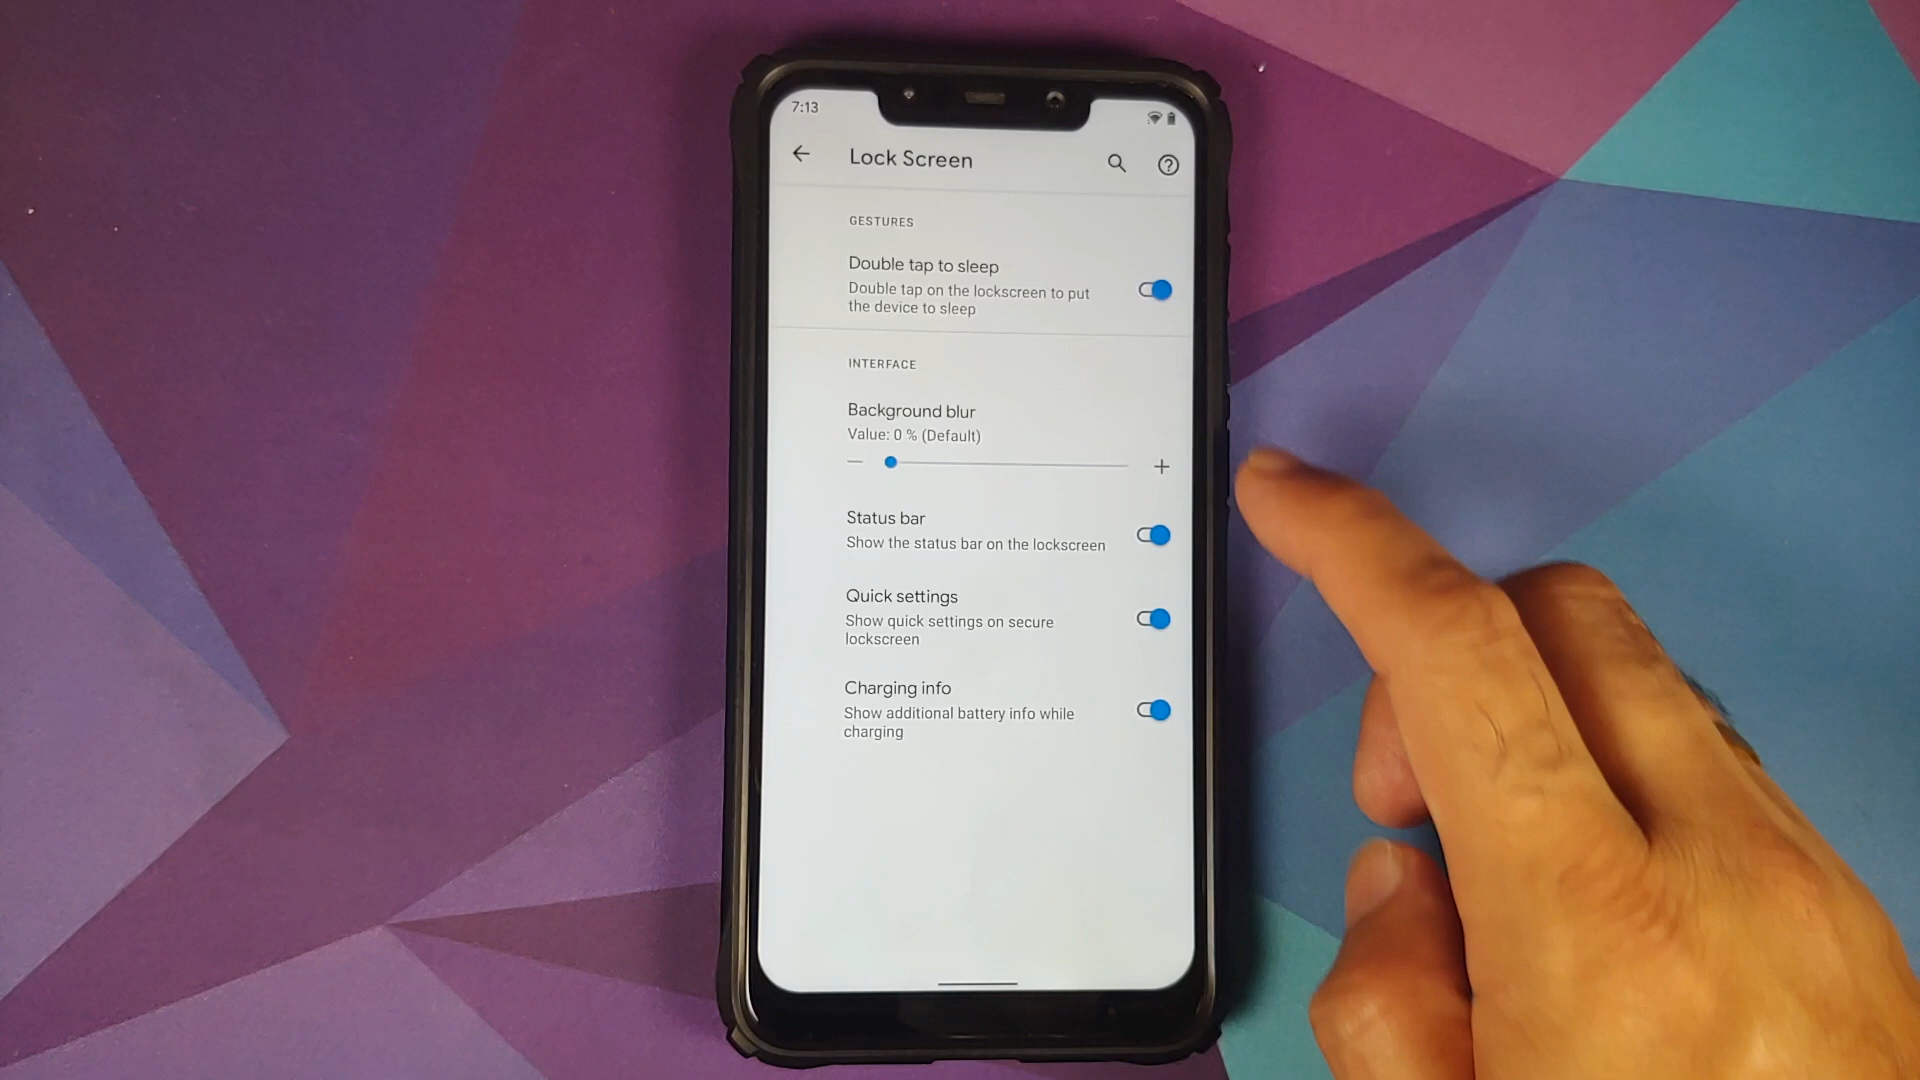 7:13
Lock Screen
GESTURES
Double tap to sleep
Double tap on the lockscreen to put
the device to sleep
INTERFACE
Background blur
Value: 0 % (Default)
Status bar
Show the status bar on the lockscreen
Quick settings
Show quick settings on secure
lockscreen
Charging info
Show additional battery info while
charging